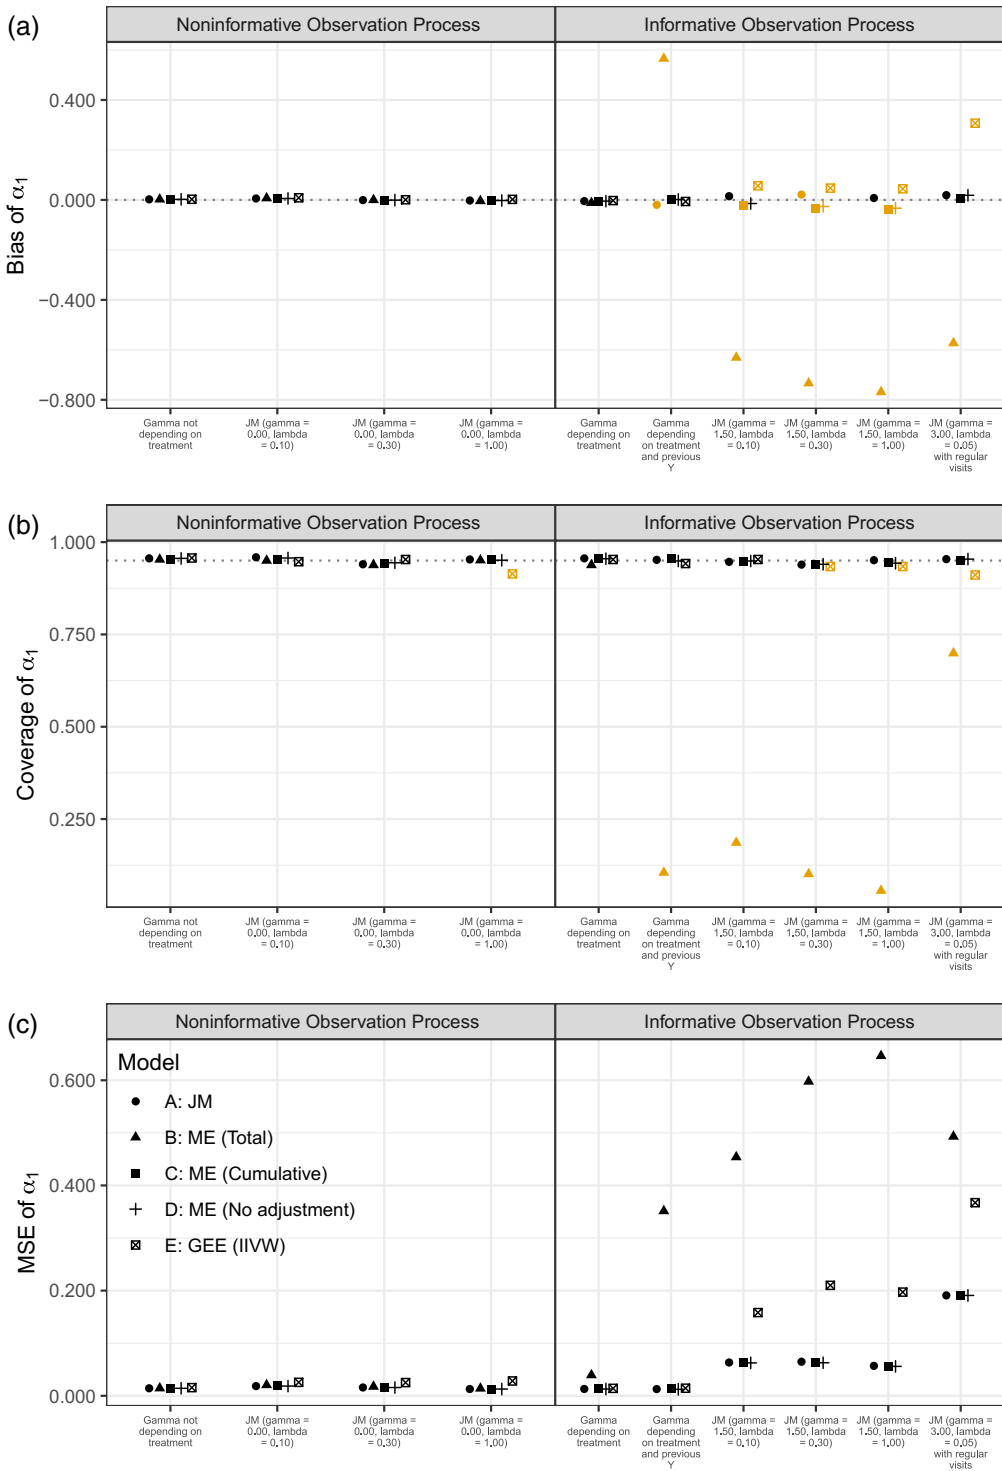 (a)
Noninformative Observation Process
Informative Observation Process
Bias of α1
0.400
0.000
−0.400
−0.800
Gamma not
depending on
treatment
JM (gamma =
0.00, lambda
= 0.10)
JM (gamma =
0.00, lambda
= 0.30)
JM (gamma =
0.00, lambda
= 1.00)
Gamma
depending on
treatment
Gamma
depending
on treatment
and previous
Y
JM (gamma =
1.50, lambda
= 0.10)
JM (gamma =
1.50, lambda
= 0.30)
JM (gamma =
1.50, lambda
= 1.00)
JM (gamma =
3.00, lambda
= 0.05)
with regular
visits
(b)
Noninformative Observation Process
Informative Observation Process
Coverage of α1
1.000
0.750
0.500
0.250
Gamma not
depending on
treatment
JM (gamma =
0.00, lambda
= 0.10)
JM (gamma =
0.00, lambda
= 0.30)
JM (gamma =
0.00, lambda
= 1.00)
Gamma
depending on
treatment
Gamma
depending
on treatment
and previous
Y
JM (gamma =
1.50, lambda
= 0.10)
JM (gamma =
1.50, lambda
= 0.30)
JM (gamma =
1.50, lambda
= 1.00)
JM (gamma =
3.00, lambda
= 0.05)
with regular
visits
(c)
Noninformative Observation Process
Informative Observation Process
MSE of α1
0.600
0.400
0.200
0.000
Model
A: JM
B: ME (Total)
C: ME (Cumulative)
D: ME (No adjustment)
E: GEE (IIVW)
Gamma not
depending on
treatment
JM (gamma =
0.00, lambda
= 0.10)
JM (gamma =
0.00, lambda
= 0.30)
JM (gamma =
0.00, lambda
= 1.00)
Gamma
depending on
treatment
Gamma
depending
on treatment
and previous
Y
JM (gamma =
1.50, lambda
= 0.10)
JM (gamma =
1.50, lambda
= 0.30)
JM (gamma =
1.50, lambda
= 1.00)
JM (gamma =
3.00, lambda
= 0.05)
with regular
visits